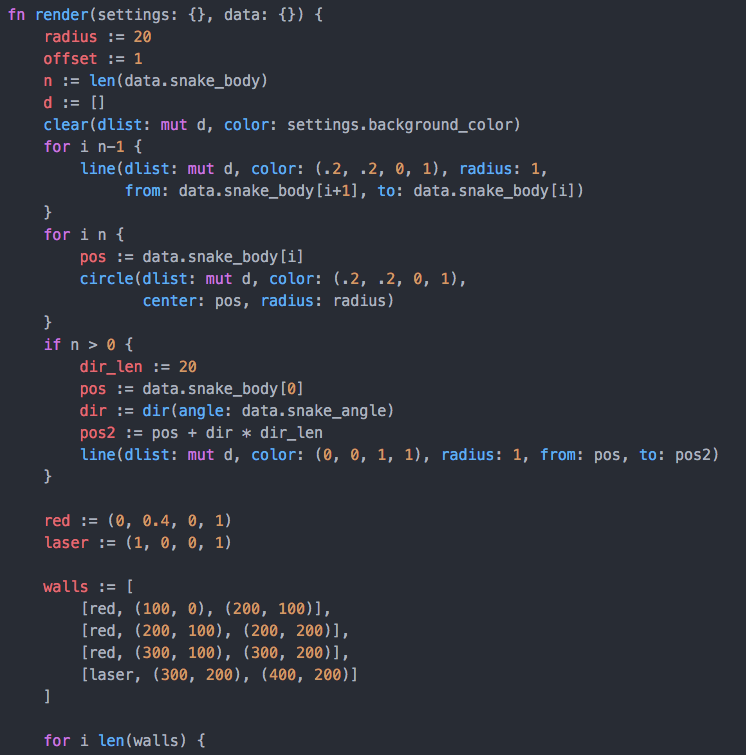 fn render(settings: {}, data: {}) {
    radius := 20
    offset := 1
    n := len(data.snake_body)
    d := []
    clear(dlist: mut d, color: settings.background_color)
    for i n-1 {
        line(dlist: mut d, color: (.2, .2, 0, 1), radius: 1,
             from: data.snake_body[i+1], to: data.snake_body[i])
    }
    for i n {
        pos := data.snake_body[i]
        circle(dlist: mut d, color: (.2, .2, 0, 1),
               center: pos, radius: radius)
    }
    if n > 0 {
        dir_len := 20
        pos := data.snake_body[0]
        dir := dir(angle: data.snake_angle)
        pos2 := pos + dir * dir_len
        line(dlist: mut d, color: (0, 0, 1, 1), radius: 1, from: pos, to: pos2)
    }

    red := (0, 0.4, 0, 1)
    laser := (1, 0, 0, 1)

    walls := [
        [red, (100, 0), (200, 100)],
        [red, (200, 100), (200, 200)],
        [red, (300, 100), (300, 200)],
        [laser, (300, 200), (400, 200)]
    ]

    for i len(walls) {